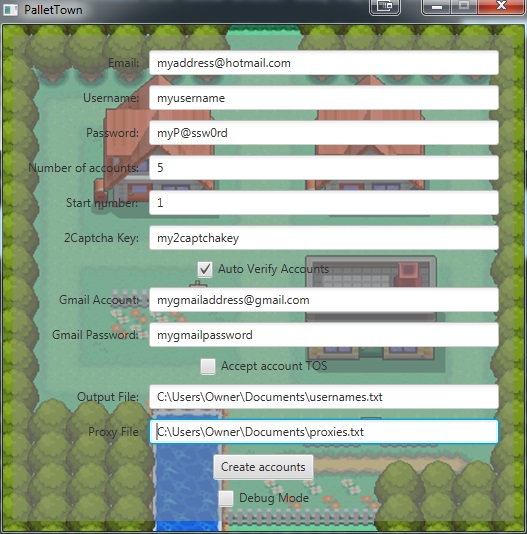 PalletTown
Email: myaddress@hotmail.com
Username: myusername
Password: myP@ssw0rd
Number of accounts: 5
Start number: 1
2Captcha Key: my2captchakey
Auto Verify Accounts
Gmail Account: mygmailaddress@gmail.com
Gmail Password: mygmailpassword
Accept account TOS
Output File: C:\Users\Owner\Documents\usernames.txt
Proxy File C:\Users\Owner\Documents\proxies.txt
Create accounts
Debug Mode